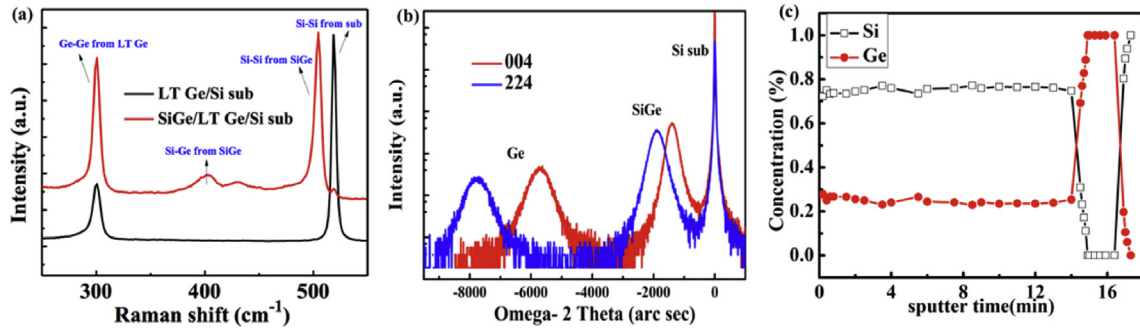 (a)
Si-Si from sub
Ge-Ge from LT Ge
Si-Si from SiGe
LT Ge/Si sub
SiGe/LT Ge/Si sub
Si-Ge from SiGe
Intensity (a.u.)
300 400 500
Raman shift (cm-1)
(b)
Si sub
004
224
SiGe
Ge
Intensity (a.u.)
-8000 -6000 -4000 -2000 0
Omega- 2 Theta (arc sec)
(c)
Si
Ge
1.0
0.8
0.6
0.4
0.2
0.0
Concentration (%)
0 4 8 12 16
sputter time(min)